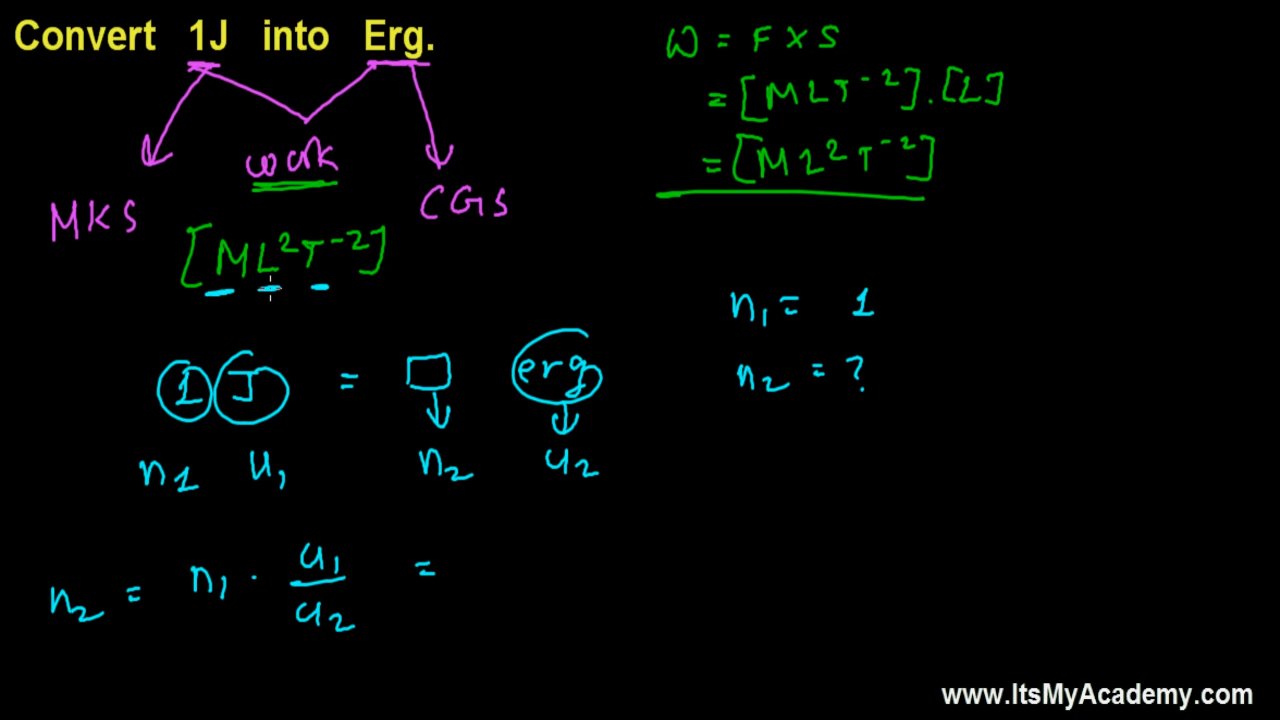 Convert 1J into Erg.
work
MKS
CGS
[ML²T⁻²]
1 J = □ erg
n1 u₁ n₂ u₂
n₂ = n₁ · u₁/u₂ =
W = F × S
= [MLT⁻²].[L]
= [ML²T⁻²]
n₁ = 1
n₂ = ?
www.ItsMyAcademy.com